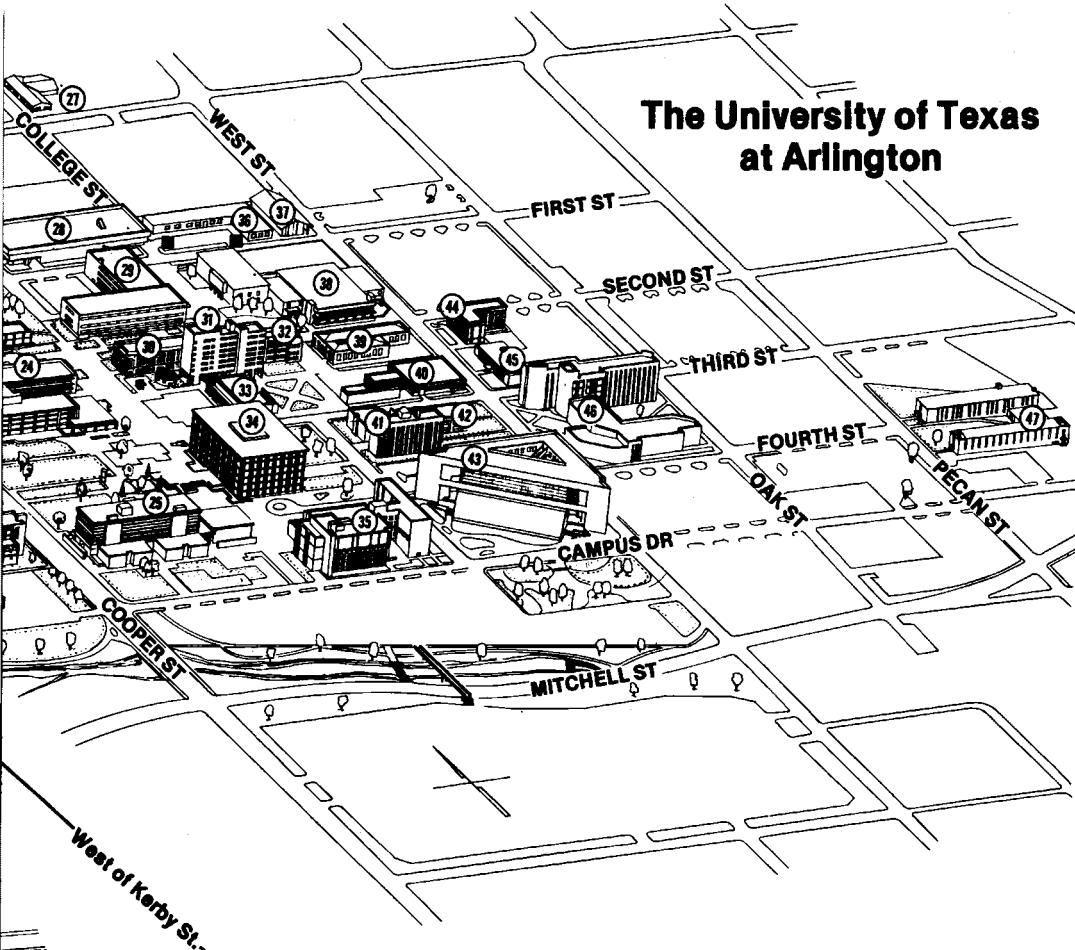 The University of Texas
at Arlington
27
COLLEGE ST
WEST ST
FIRST ST
28
36
37
29
38
SECOND ST
44
31
32
30
39
45
THIRD ST
24
33
40
34
41
42
46
47
FOURTH ST
43
PECAN ST
OAK ST
25
35
CAMPUS DR
COOPER ST
MITCHELL ST
West of Kerby St.-